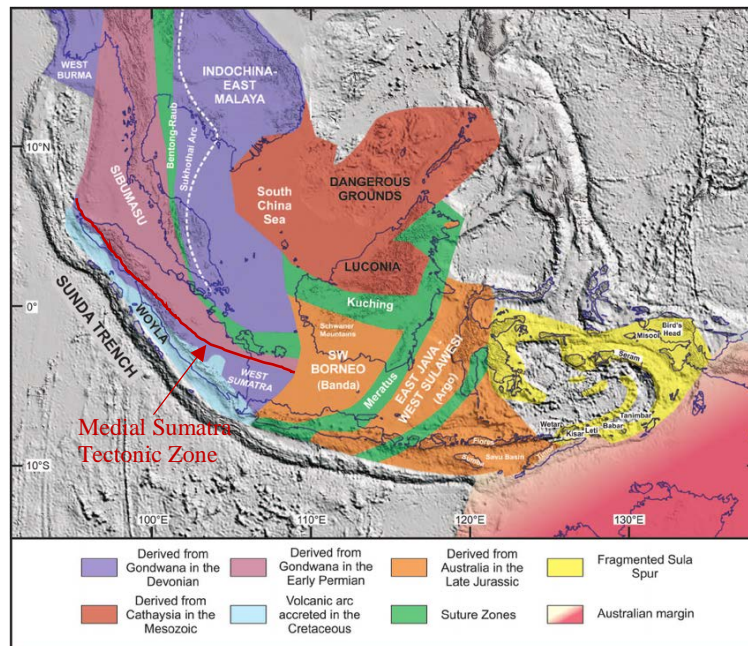 WEST
BURMA
INDOCHINA-
EAST
MALAYA
Bentong-Raub
Sukhothai Arc
10°N
SIBUMASU
South
China
Sea
DANGEROUS
GROUNDS
LUCONIA
Kuching
0°
WOYLA
SUNDA TRENCH
WEST
SUMATRA
Schwaner
Mountains
SW
BORNEO
(Banda)
Meratus
EAST JAVA
WEST SULAWESI
(Argo)
Bird's
Head
Misool
Seram
Medial Sumatra
Tectonic Zone
Tanimbar
Wetar
Babar
Leti
Kisar
Flores
Sumba
Savu Basin
Timor
10°S
100°E
110°E
120°E
130°E
Derived from
Gondwana in the
Devonian
Derived from
Gondwana in the
Early Permian
Derived from
Australia in the
Late Jurassic
Fragmented Sula
Spur
Derived from
Cathaysia in the
Mesozoic
Volcanic arc
accreted in the
Cretaceous
Suture Zones
Australian margin